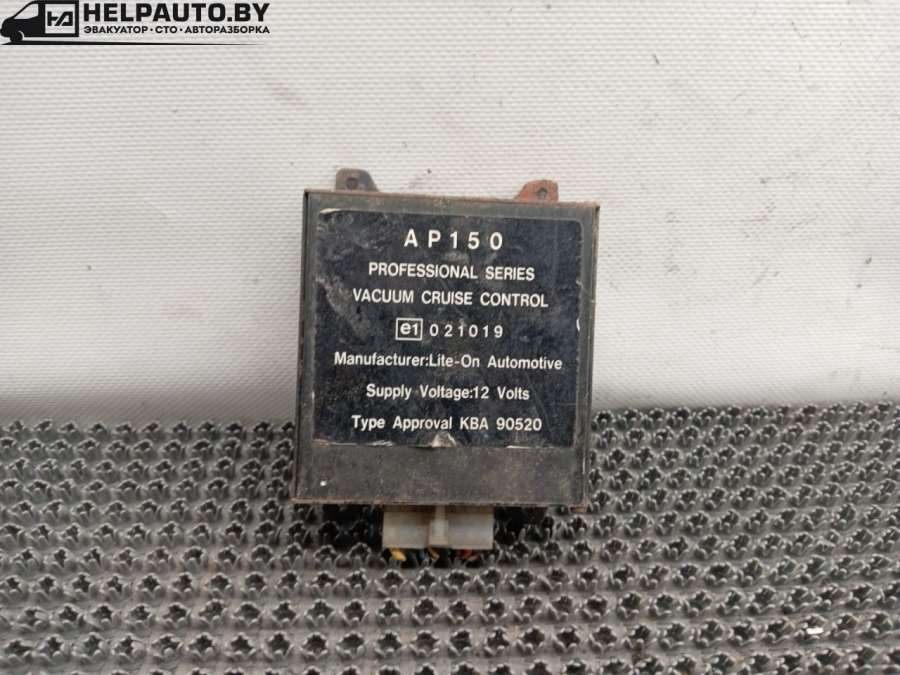 HELPAUTO.BY
ЭВАКУАТОР • СТО • АВТОРАЗБОРКА
AP150
PROFESSIONAL SERIES
VACUUM CRUISE CONTROL
e1 021019
Manufacturer:Lite-On Automotive
Supply Voltage:12 Volts
Type Approval KBA 90520